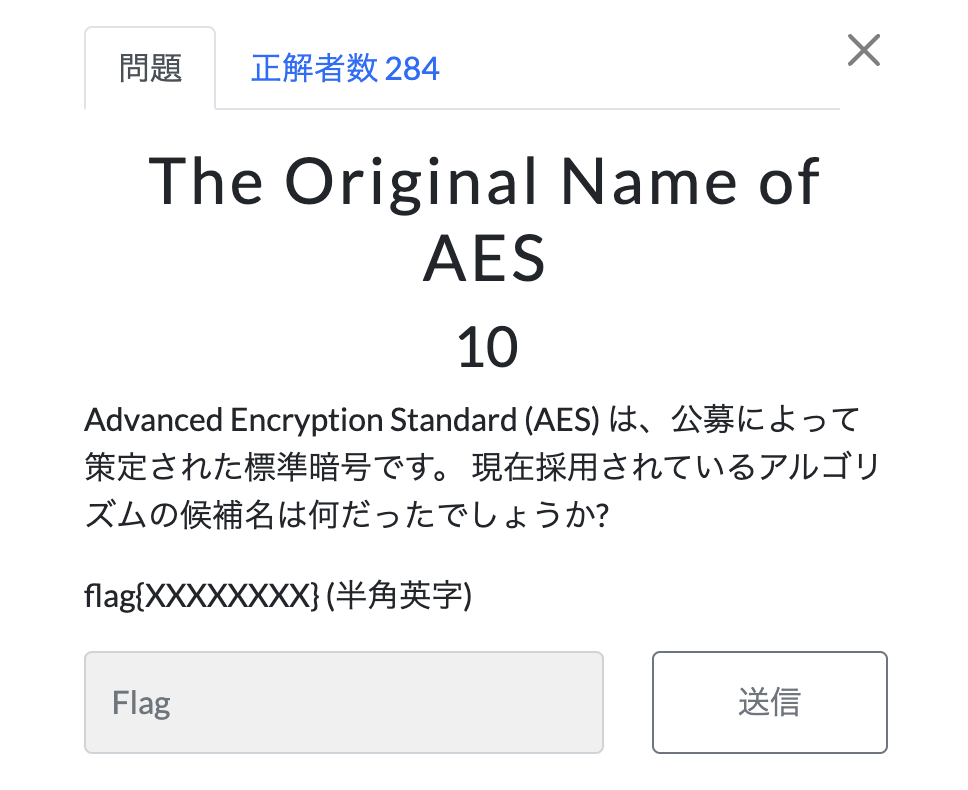 問題
正解者数 284
The Original Name of
AES
10
Advanced Encryption Standard (AES) は、公募によって
策定された標準暗号です。 現在採用されているアルゴリ
ズムの候補名は何だったでしょうか?
flag{XXXXXXXX} (半角英字)
Flag
送信